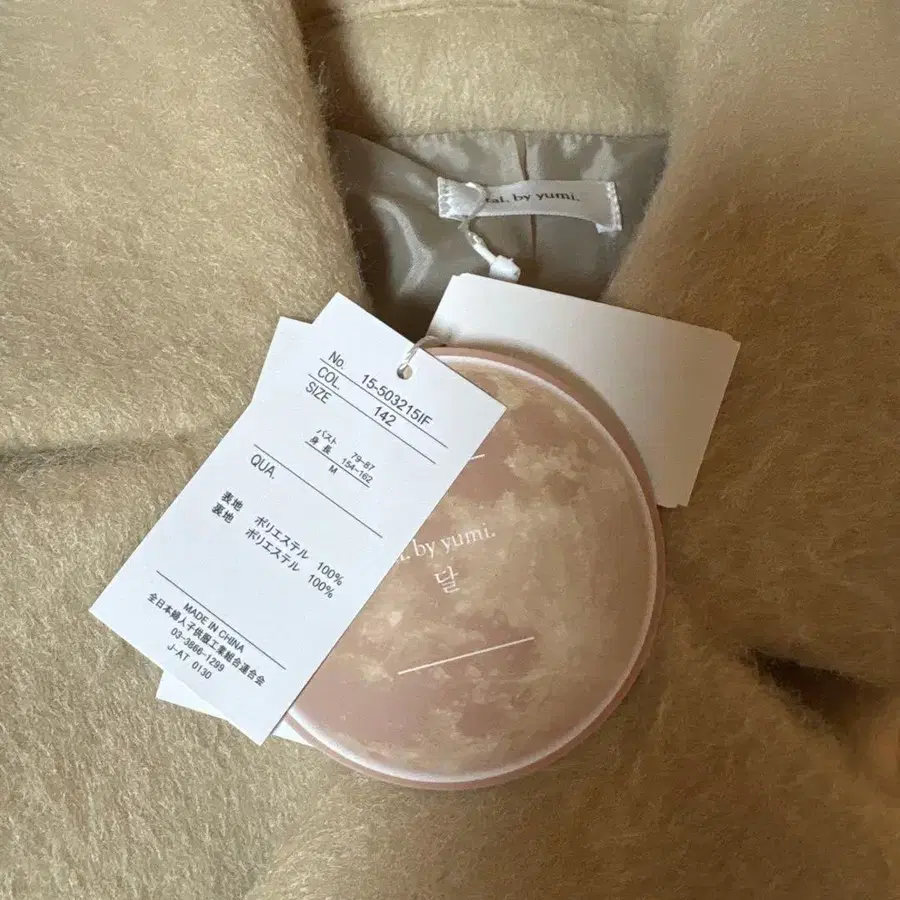 tal. by yumi.
No. 15-503215IF
COL. 142
SIZE
バスト 79-87
身長 154-162
M
QUA.
表地 ポリエステル 100%
裏地 ポリエステル 100%
MADE IN CHINA
全日本婦人子供服工業組合連合会
03-3866-1299
J-AT 0130
by yumi.
달